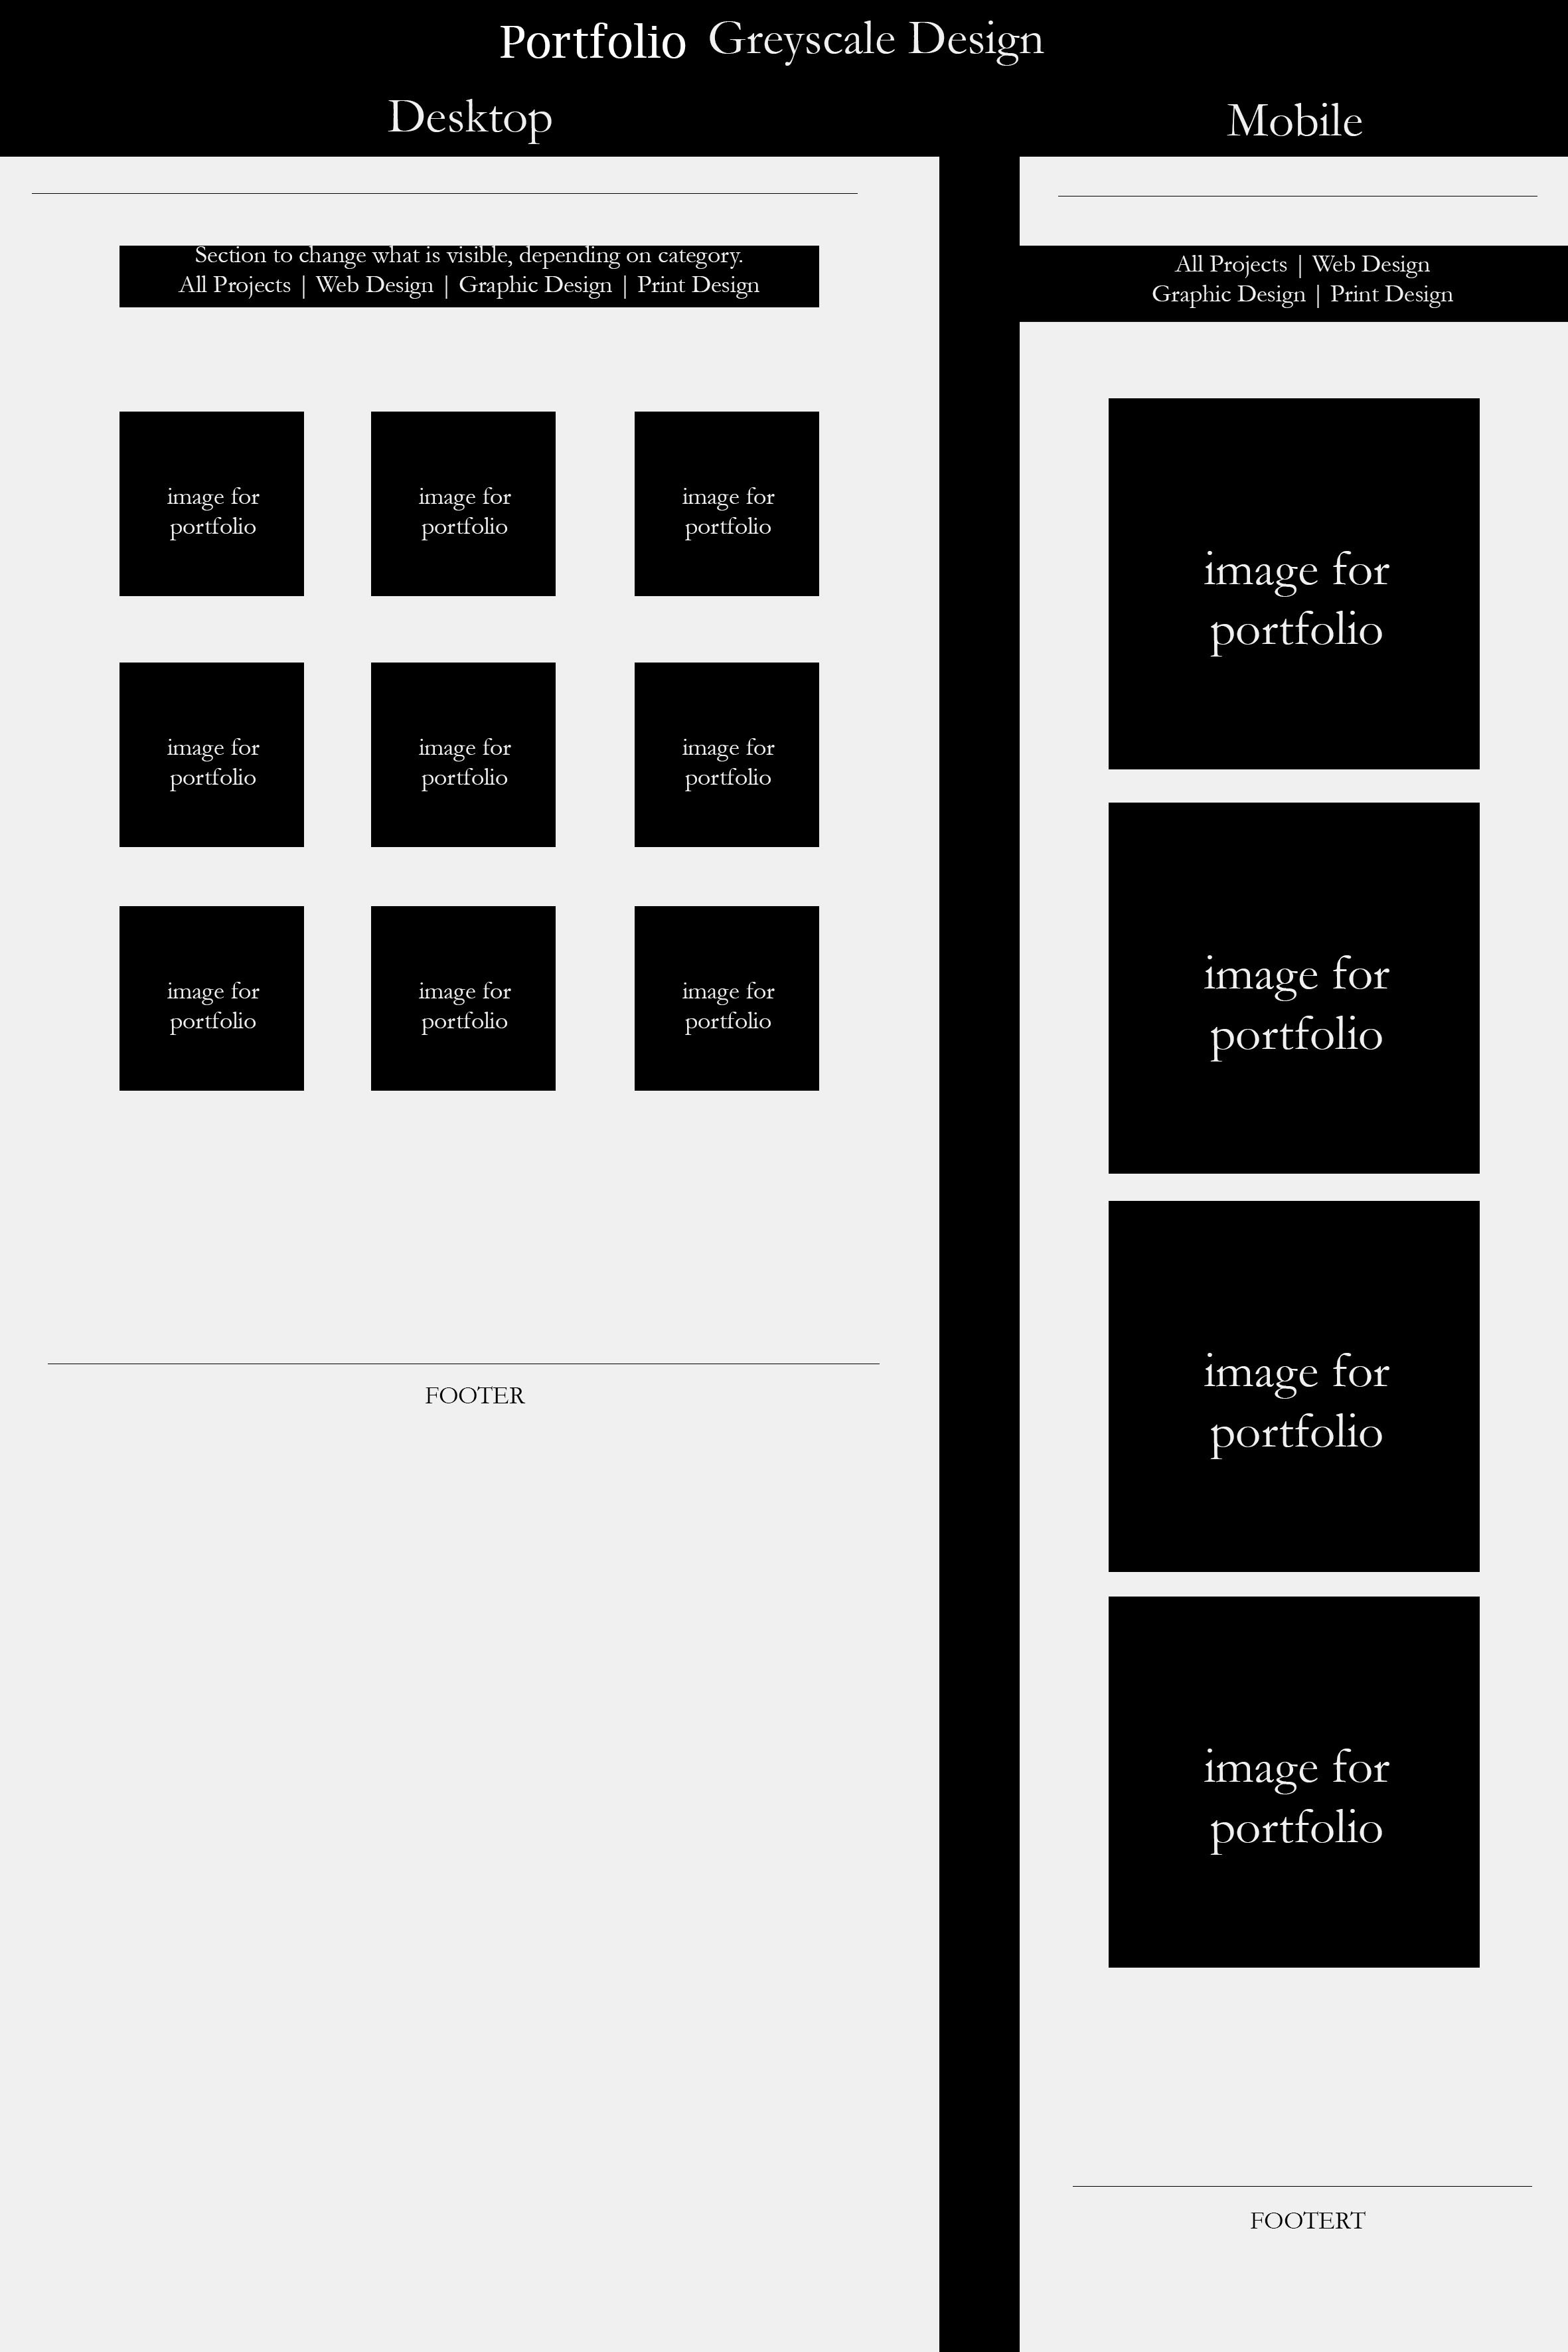 Portfolio Greyscale Design
Desktop
Section to change what is visible, depending on category.
All Projects | Web Design | Graphic Design | Print Design
image for
portfolio
image for
portfolio
image for
portfolio
image for
portfolio
image for
portfolio
image for
portfolio
image for
portfolio
image for
portfolio
image for
portfolio
FOOTER
Mobile
All Projects | Web Design
Graphic Design | Print Design
image for
portfolio
image for
portfolio
image for
portfolio
image for
portfolio
FOOTERT